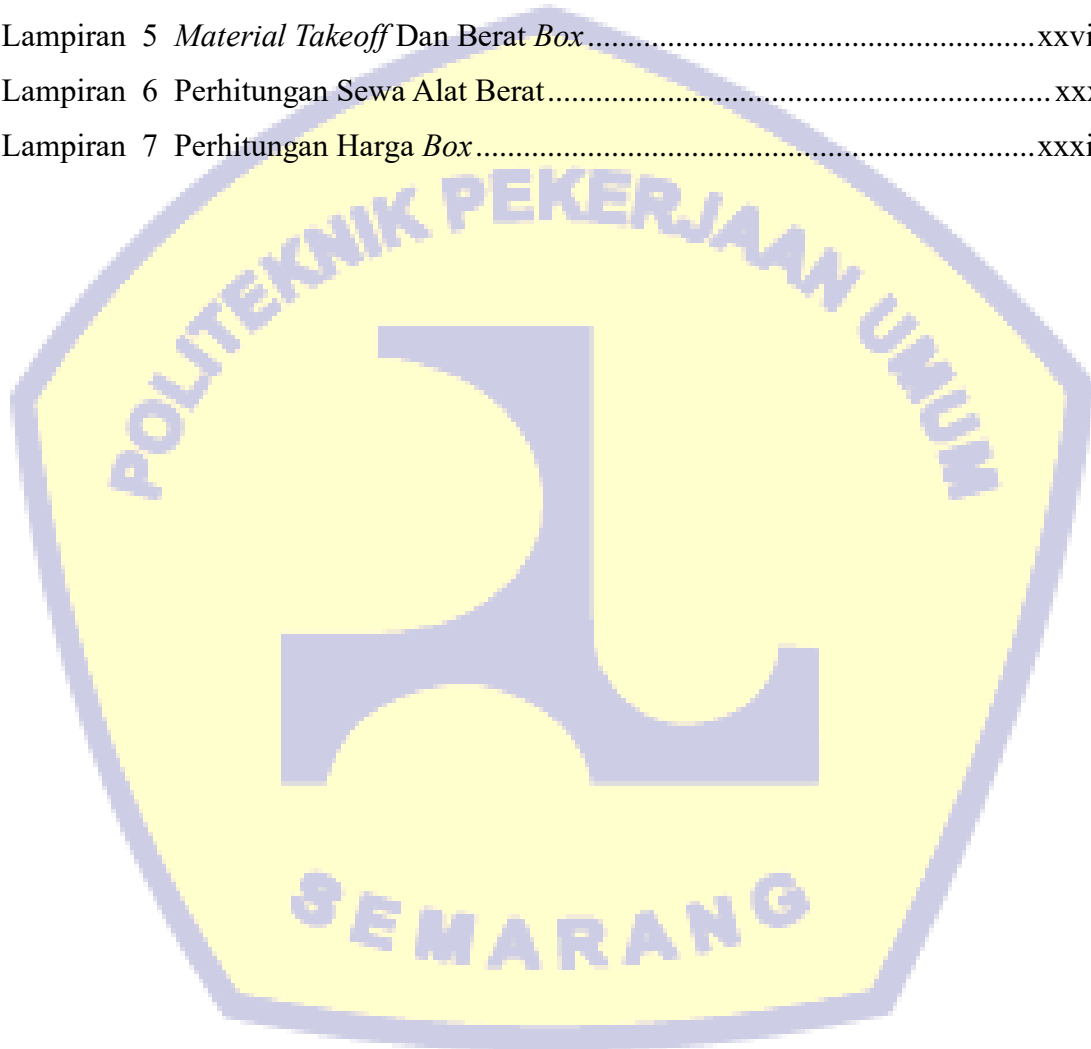 Lampiran 5 Material Takeoff Dan Berat Box
Lampiran 6 Perhitungan Sewa Alat Berat
Lampiran 7 Perhitungan Harga Box
POLITEKNIK PEKERJAAN UMUM
SEMARANG